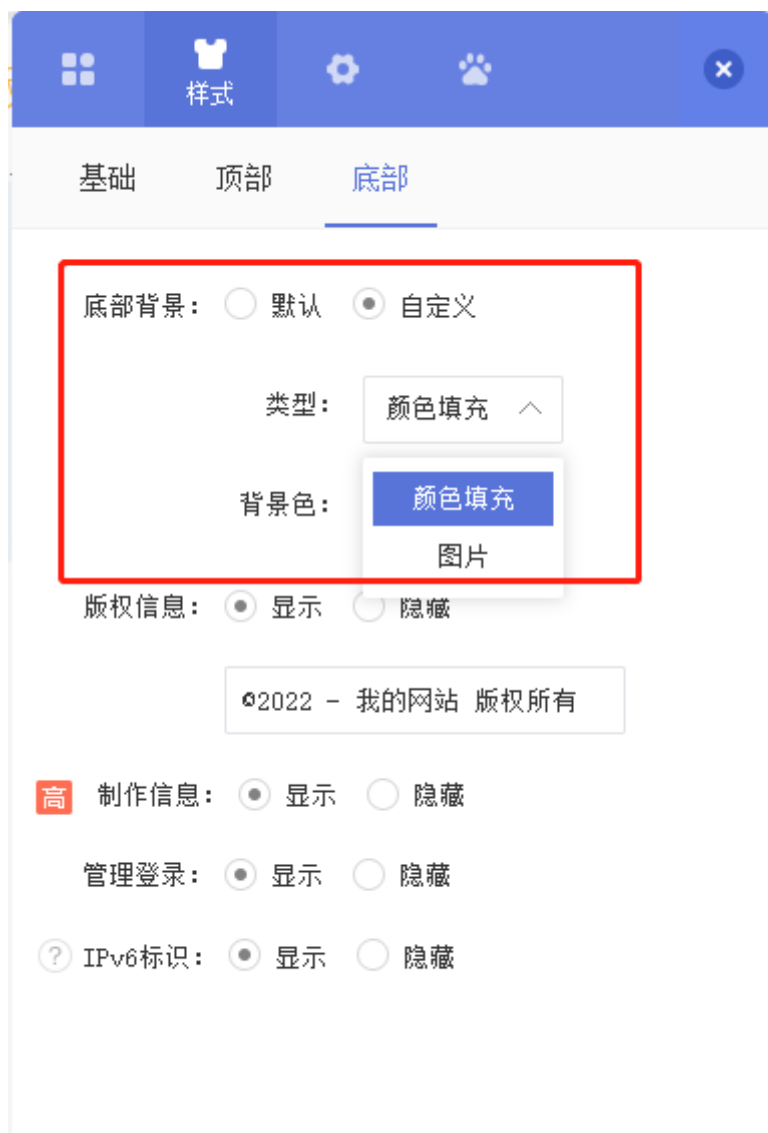 样式
基础 顶部 底部
底部背景: 默认 自定义
类型: 颜色填充
背景色: 颜色填充
图片
版权信息: 显示 隐藏
©2022 - 我的网站 版权所有
高 制作信息: 显示 隐藏
管理登录: 显示 隐藏
? IPv6标识: 显示 隐藏